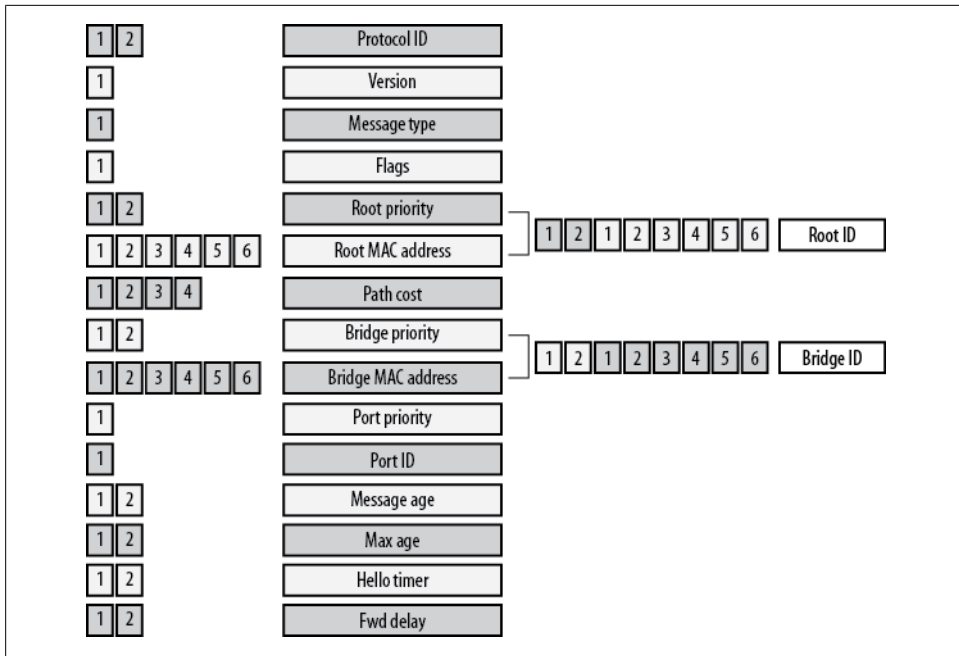 1 2 Protocol ID
1 Version
1 Message type
1 Flags
1 2 Root priority
1 2 1 2 3 4 5 6 Root ID
1 2 3 4 5 6 Root MAC address
1 2 3 4 Path cost
1 2 Bridge priority
1 2 1 2 3 4 5 6 Bridge ID
1 2 3 4 5 6 Bridge MAC address
1 Port priority
1 Port ID
1 2 Message age
1 2 Max age
1 2 Hello timer
1 2 Fwd delay